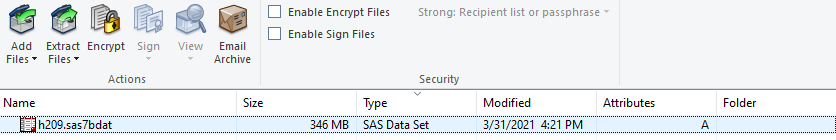 Add Files
Extract Files
Encrypt
Sign
View
Email Archive
Actions
Enable Encrypt Files
Strong: Recipient list or passphrase
Enable Sign Files
Security
Name Size Type Modified Attributes Folder
h209.sas7bdat 346 MB SAS Data Set 3/31/2021 4:21 PM A